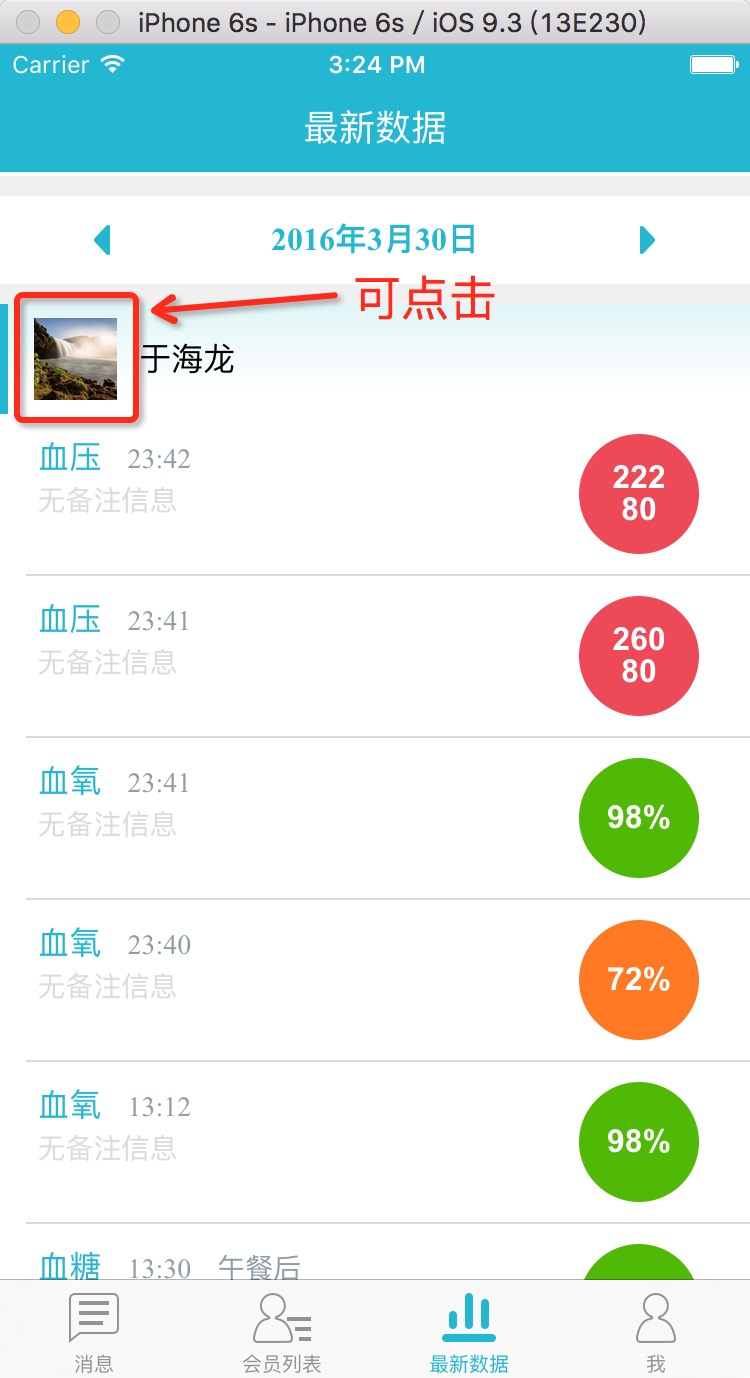 iPhone 6s - iPhone 6s / iOS 9.3 (13E230)
Carrier 3:24 PM
最新数据
2016年3月30日
可点击
于海龙
血压 23:42
无备注信息
222
80
血压 23:41
无备注信息
260
80
血氧 23:41
无备注信息
98%
血氧 23:40
无备注信息
72%
血氧 13:12
无备注信息
98%
血糖 13:30 午餐后
消息 会员列表 最新数据 我